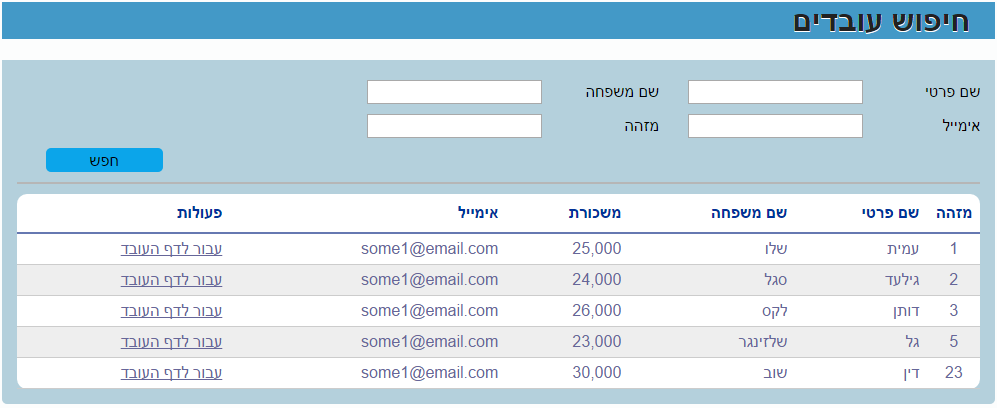 חיפוש עובדים
שם פרטי שם משפחה
אימייל מזהה
חפש
מזהה שם פרטי שם משפחה משכורת אימייל פעולות
1 עמית שלו 25,000 some1@email.com עבור לדף העובד
2 גילעד סגל 24,000 some1@email.com עבור לדף העובד
3 דותן לקס 26,000 some1@email.com עבור לדף העובד
5 גל שלזינגר 23,000 some1@email.com עבור לדף העובד
23 דין שוב 30,000 some1@email.com עבור לדף העובד